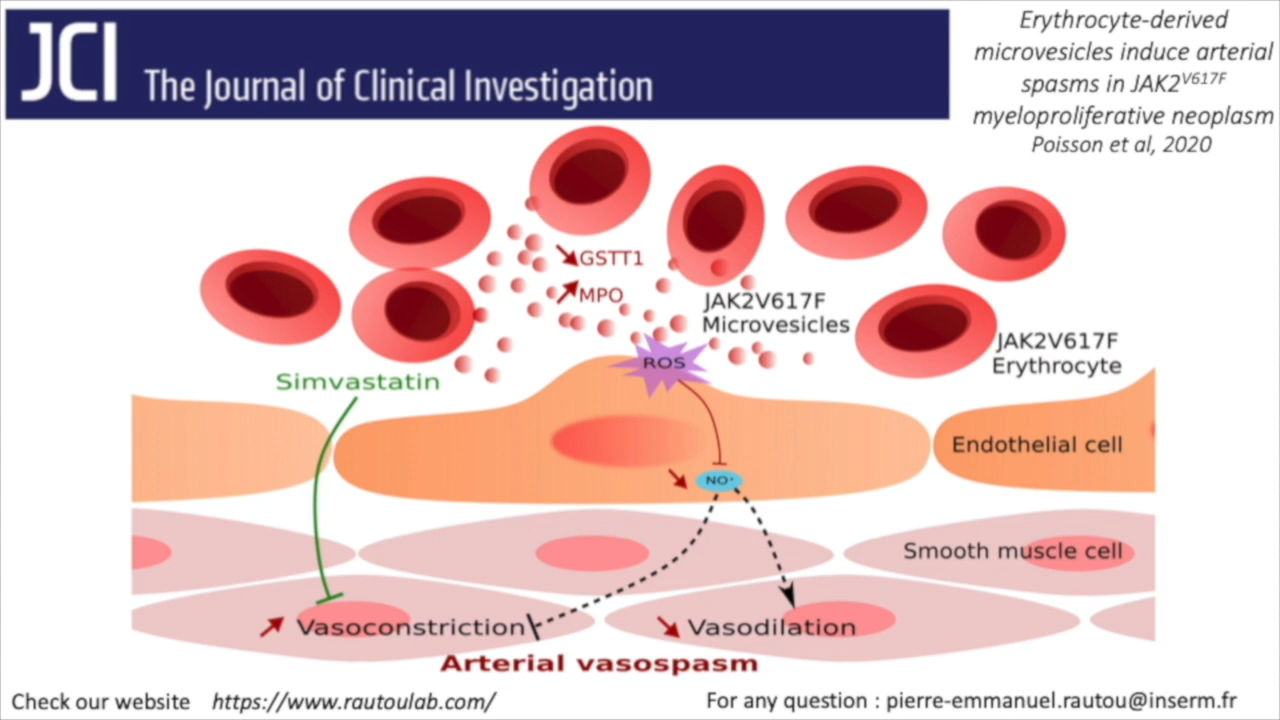 JCI The Journal of Clinical Investigation
Erythrocyte-derived
microvesicles induce arterial
spasms in JAK2V617F
myeloproliferative neoplasm
Poisson et al, 2020
GSTT1
MPO
JAK2V617F
Microvesicles
JAK2V617F
Erythrocyte
ROS
Simvastatin
Endothelial cell
NO•
Smooth muscle cell
Vasoconstriction
Vasodilation
Arterial vasospasm
Check our website https://www.rautoulab.com/
For any question : pierre-emmanuel.rautou@inserm.fr